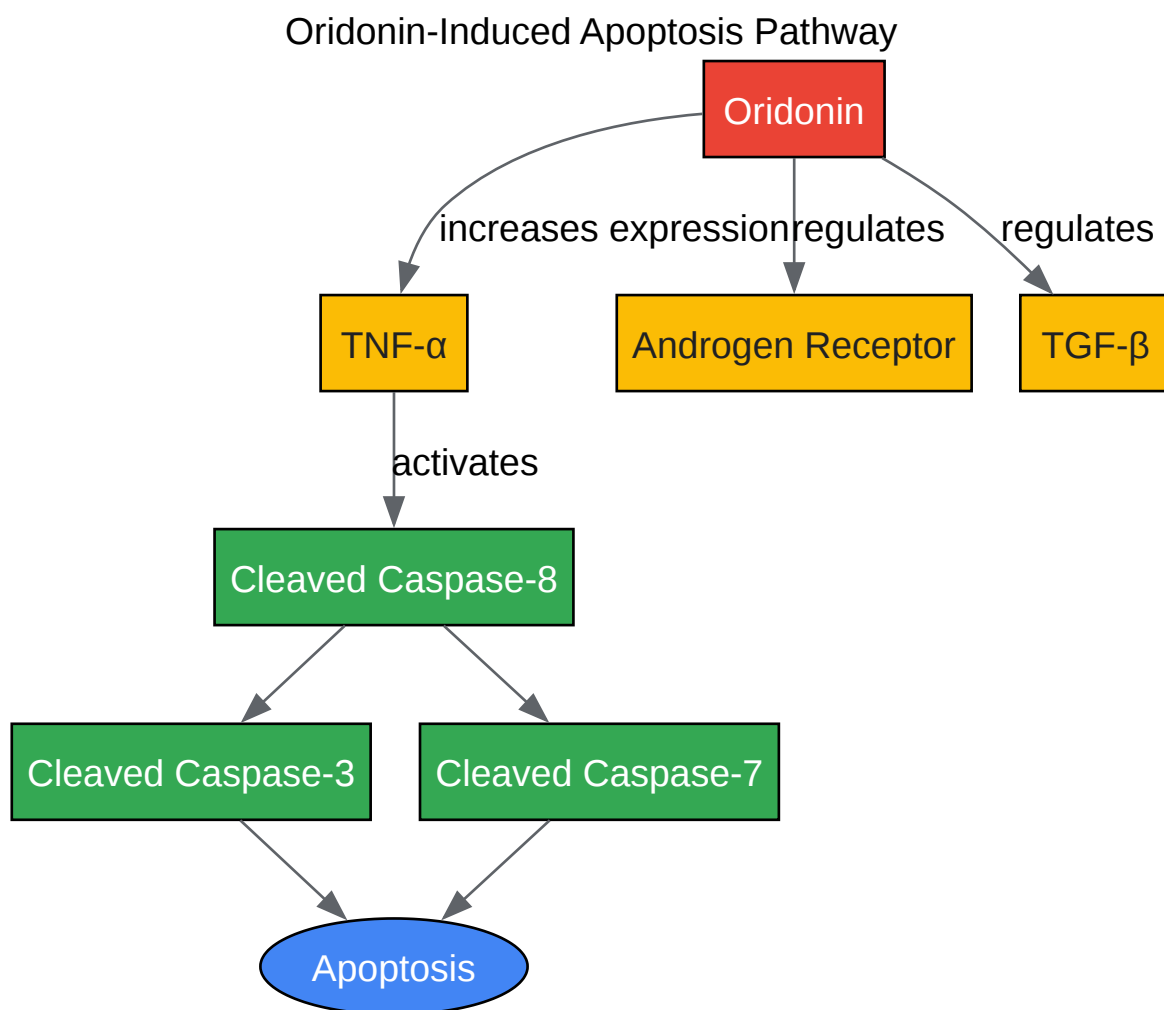 Oridonin-Induced Apoptosis Pathway
Oridonin
increases expression
regulates
regulates
TNF-α
Androgen Receptor
TGF-β
activates
Cleaved Caspase-8
Cleaved Caspase-3
Cleaved Caspase-7
Apoptosis